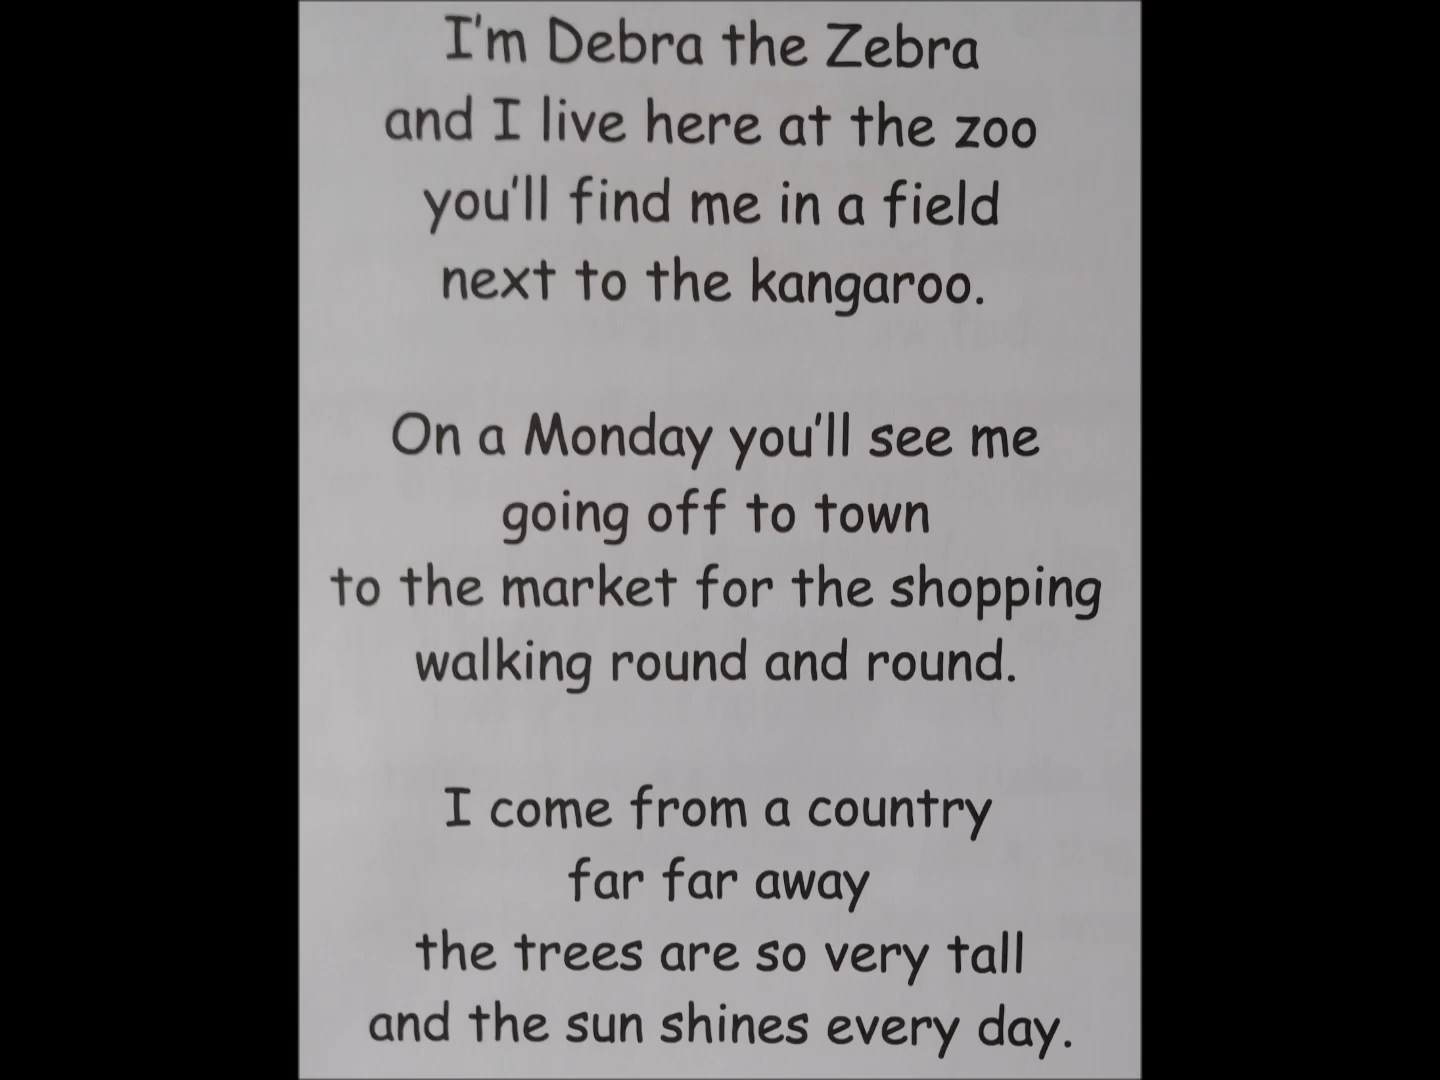 I'm Debra the Zebra
and I live here at the zoo
you'll find me in a field
next to the kangaroo.
On a Monday you'll see me
going off to town
to the market for the shopping
walking round and round.
I come from a country
far far away
the trees are so very tall
and the sun shines every day.